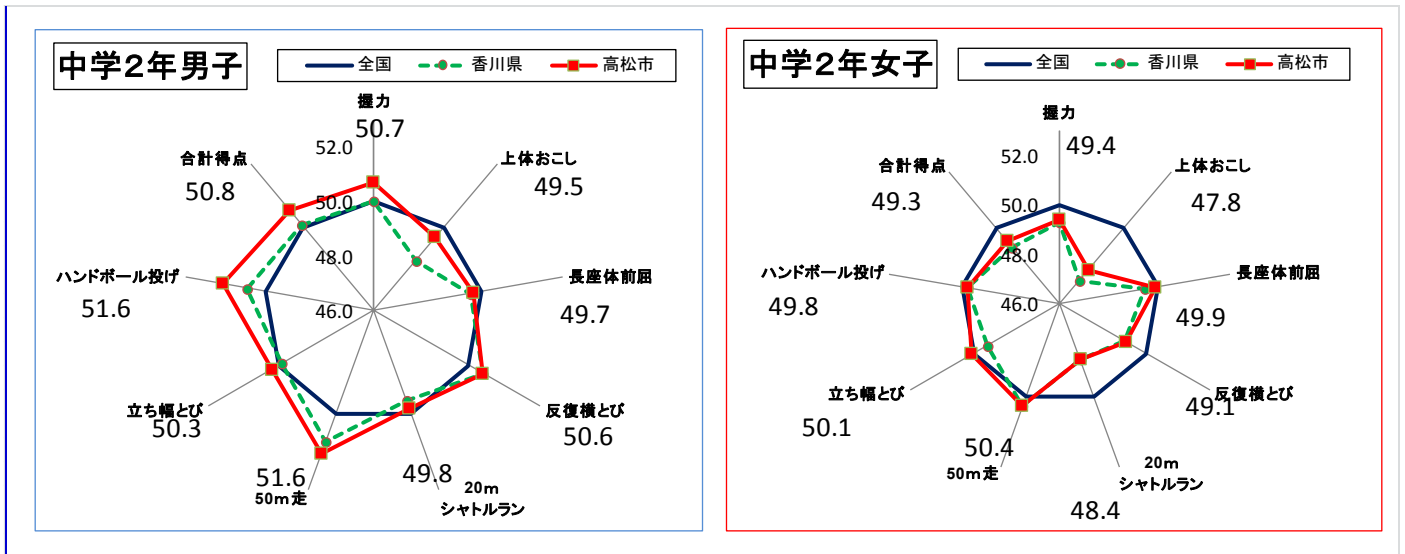 中学2年男子
全国 香川県 高松市
握力
50.7
52.0
50.0
48.0
46.0
上体おこし
49.5
長座体前屈
49.7
反復横とび
50.6
20m
シャトルラン
49.8
50m走
51.6
立ち幅とび
50.3
ハンドボール投げ
51.6
合計得点
50.8
中学2年女子
全国 香川県 高松市
握力
49.4
52.0
50.0
48.0
46.0
上体おこし
47.8
長座体前屈
49.9
反復横とび
49.1
20m
シャトルラン
48.4
50m走
50.4
立ち幅とび
50.1
ハンドボール投げ
49.8
合計得点
49.3